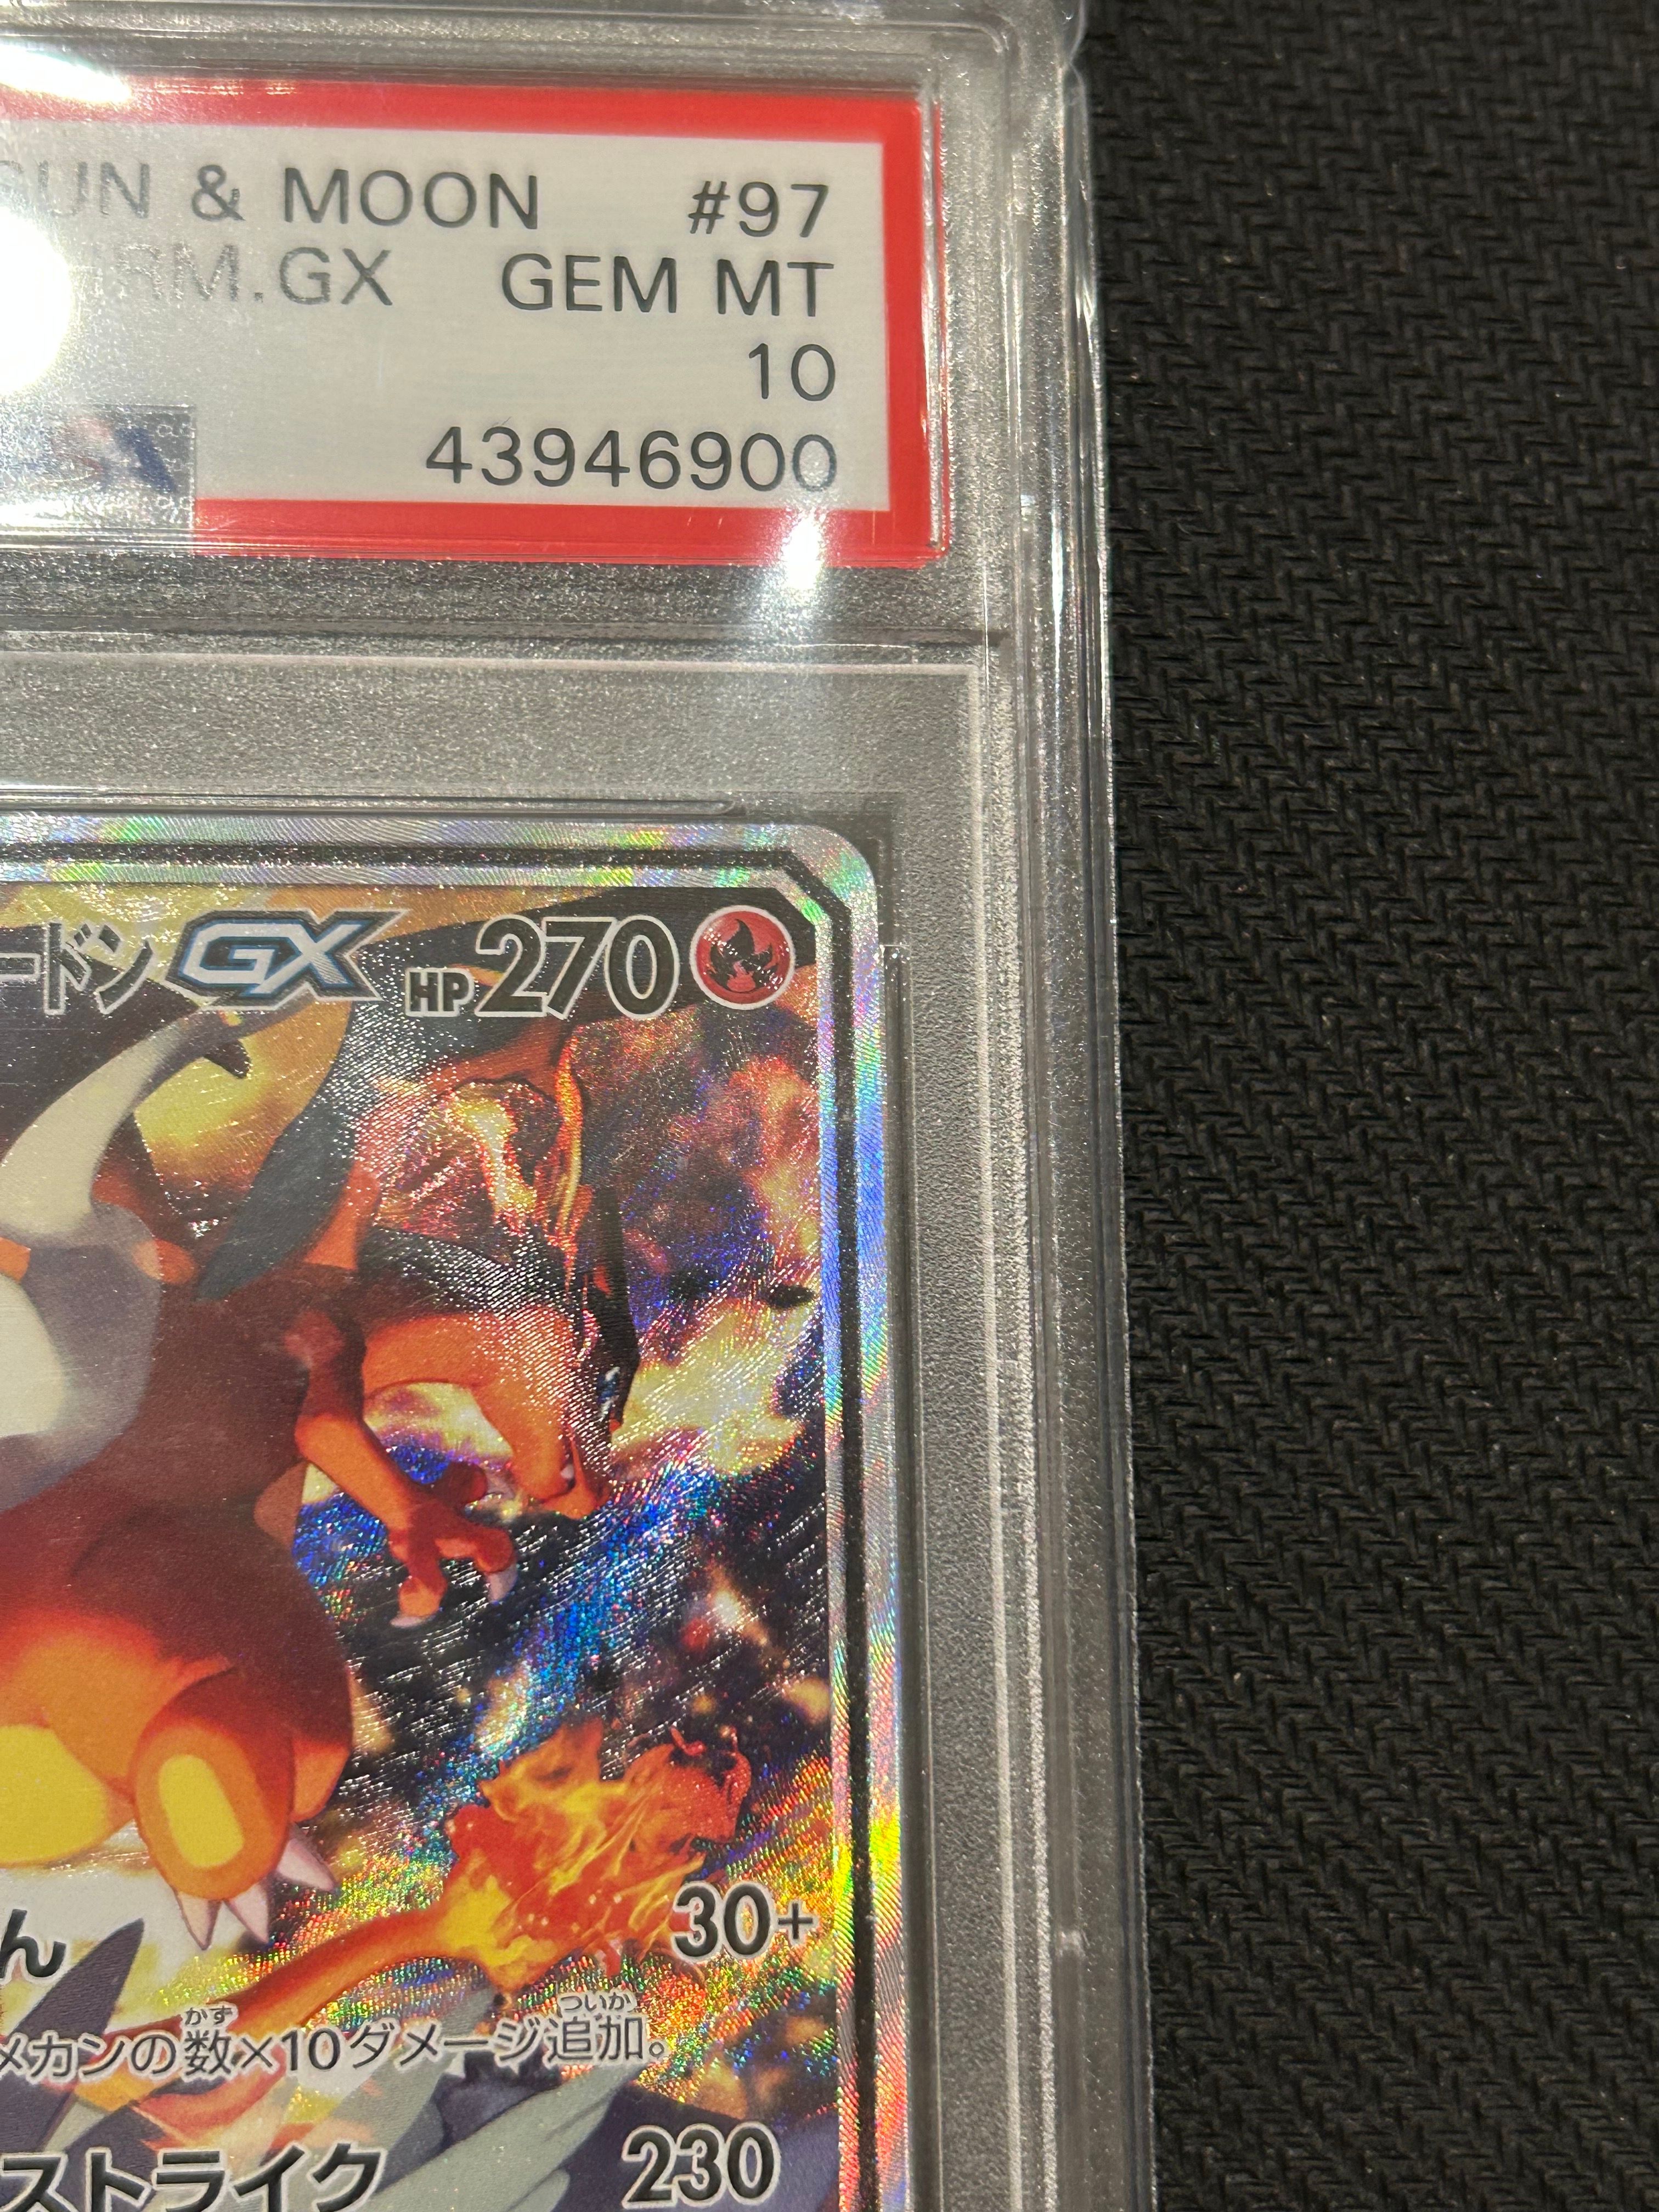 SUN & MOON #97
RM.GX GEM MT
10
43946900
ードン GX HP 270
ん 30+
かず ついか
メカンの数×10ダメージ追加。
ストライク 230